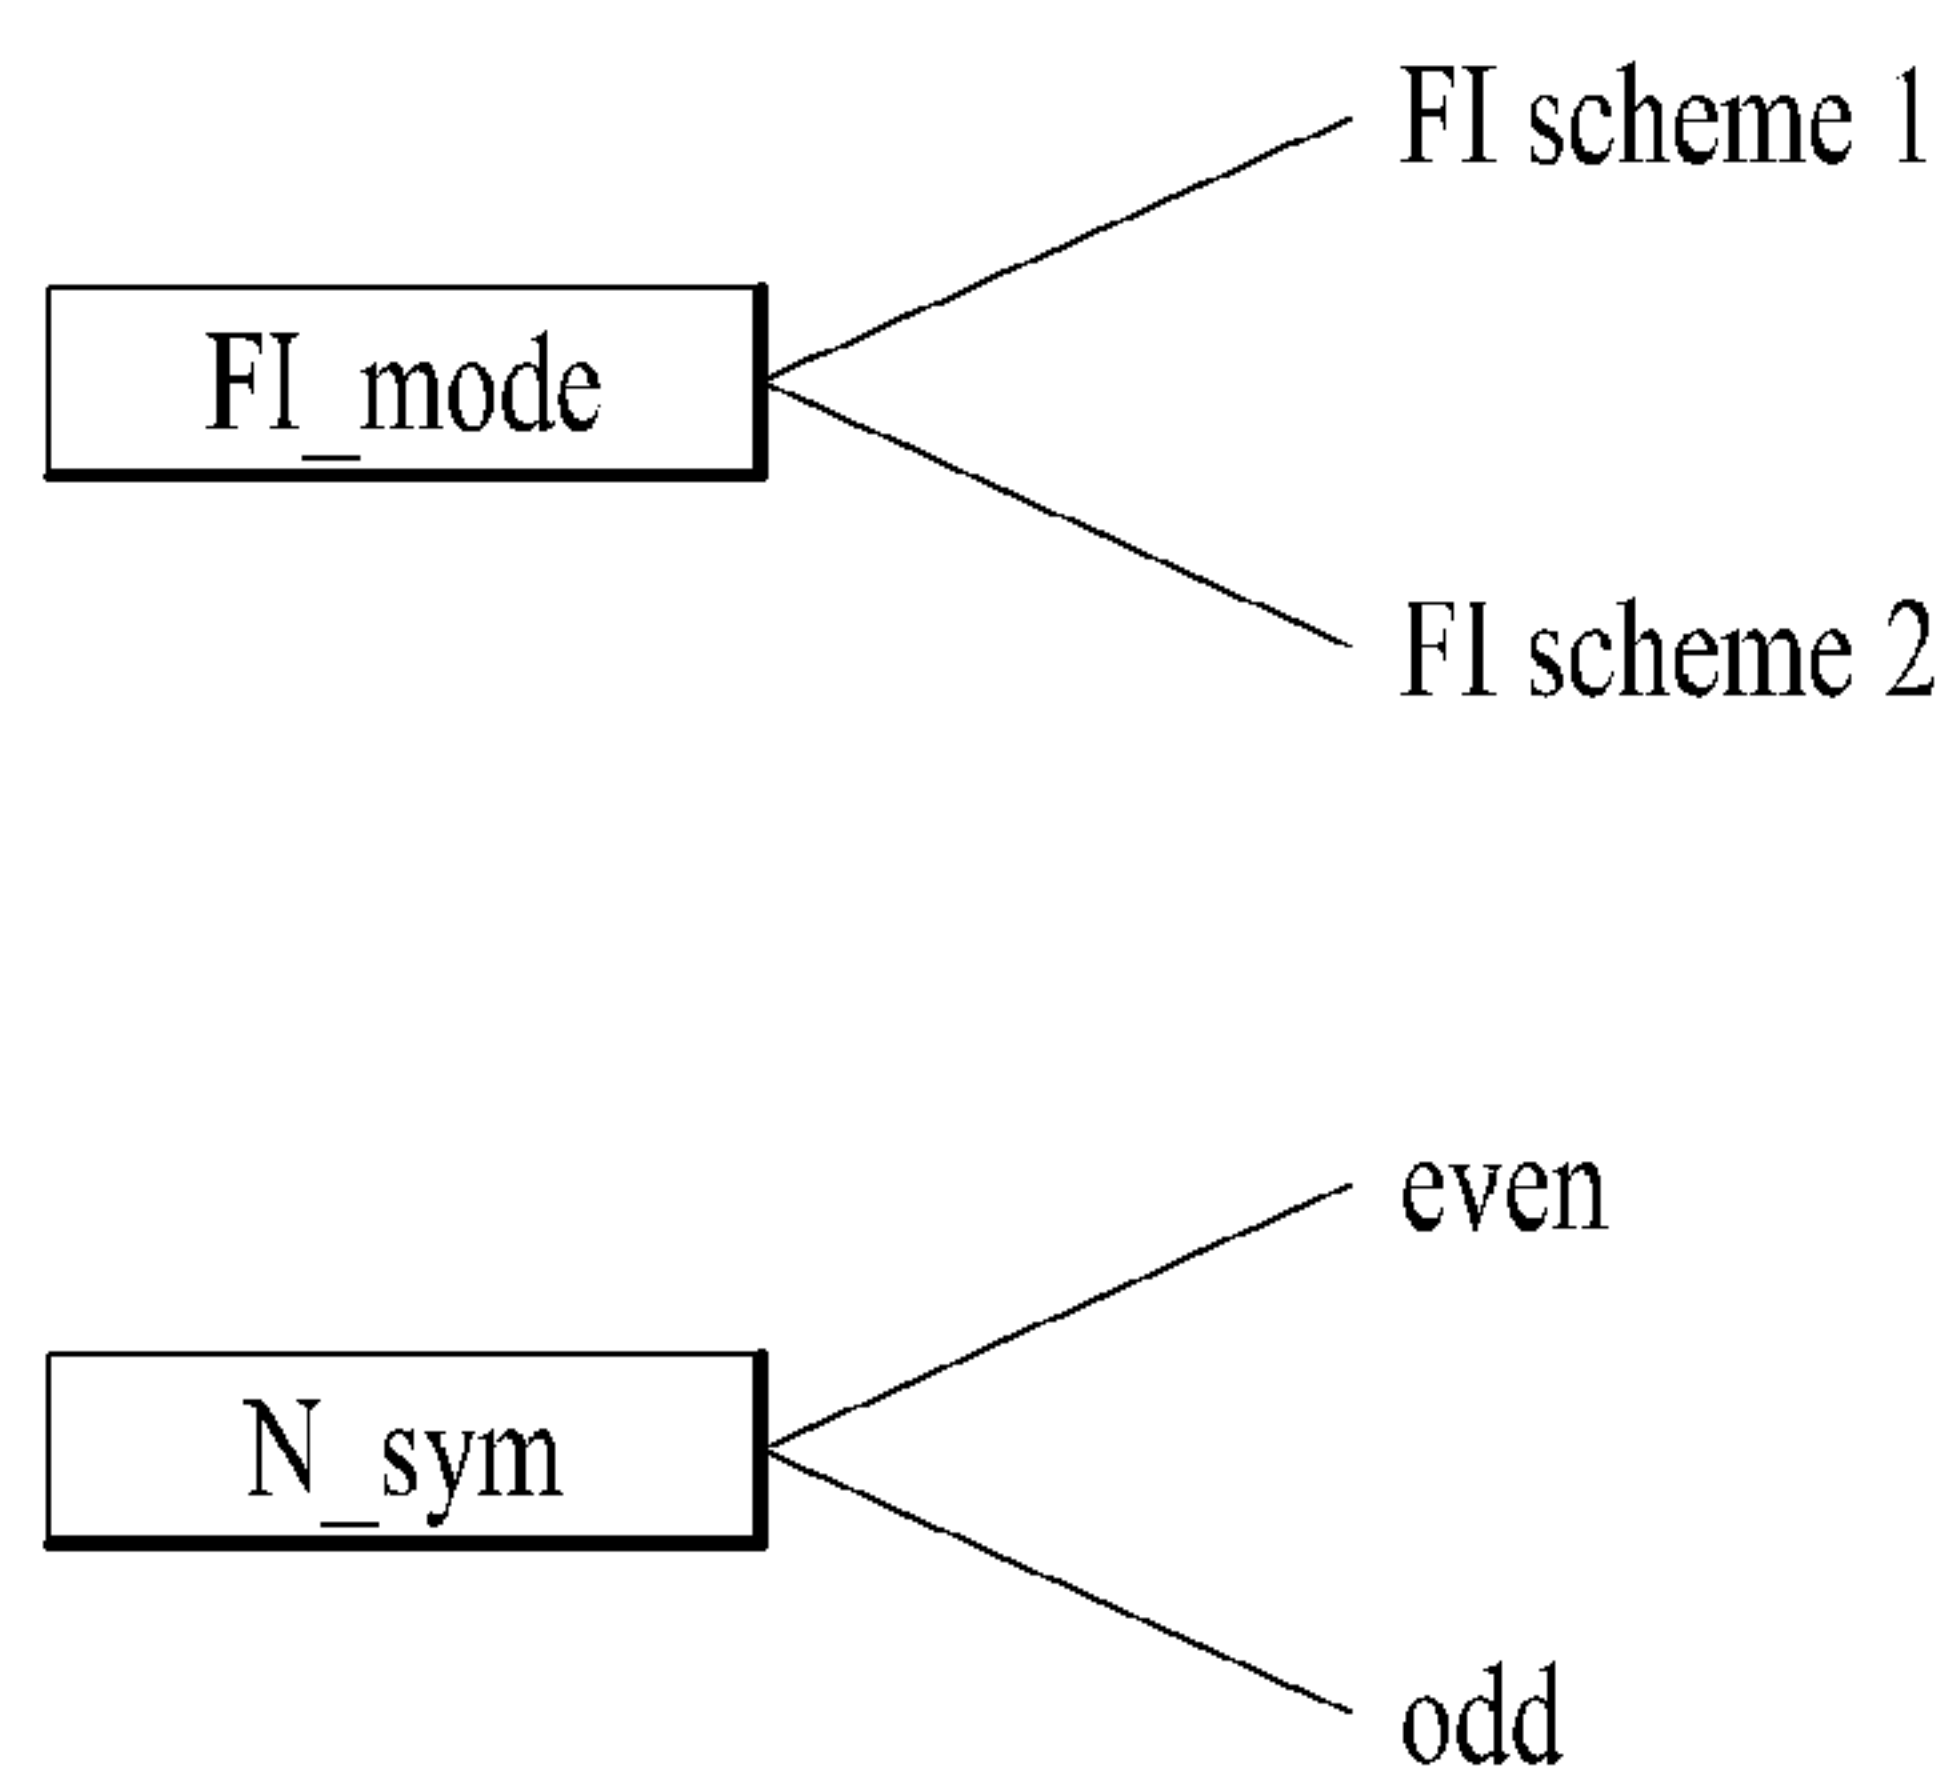 FI scheme 1
FI_mode
FI scheme 2
even
N_sym
odd